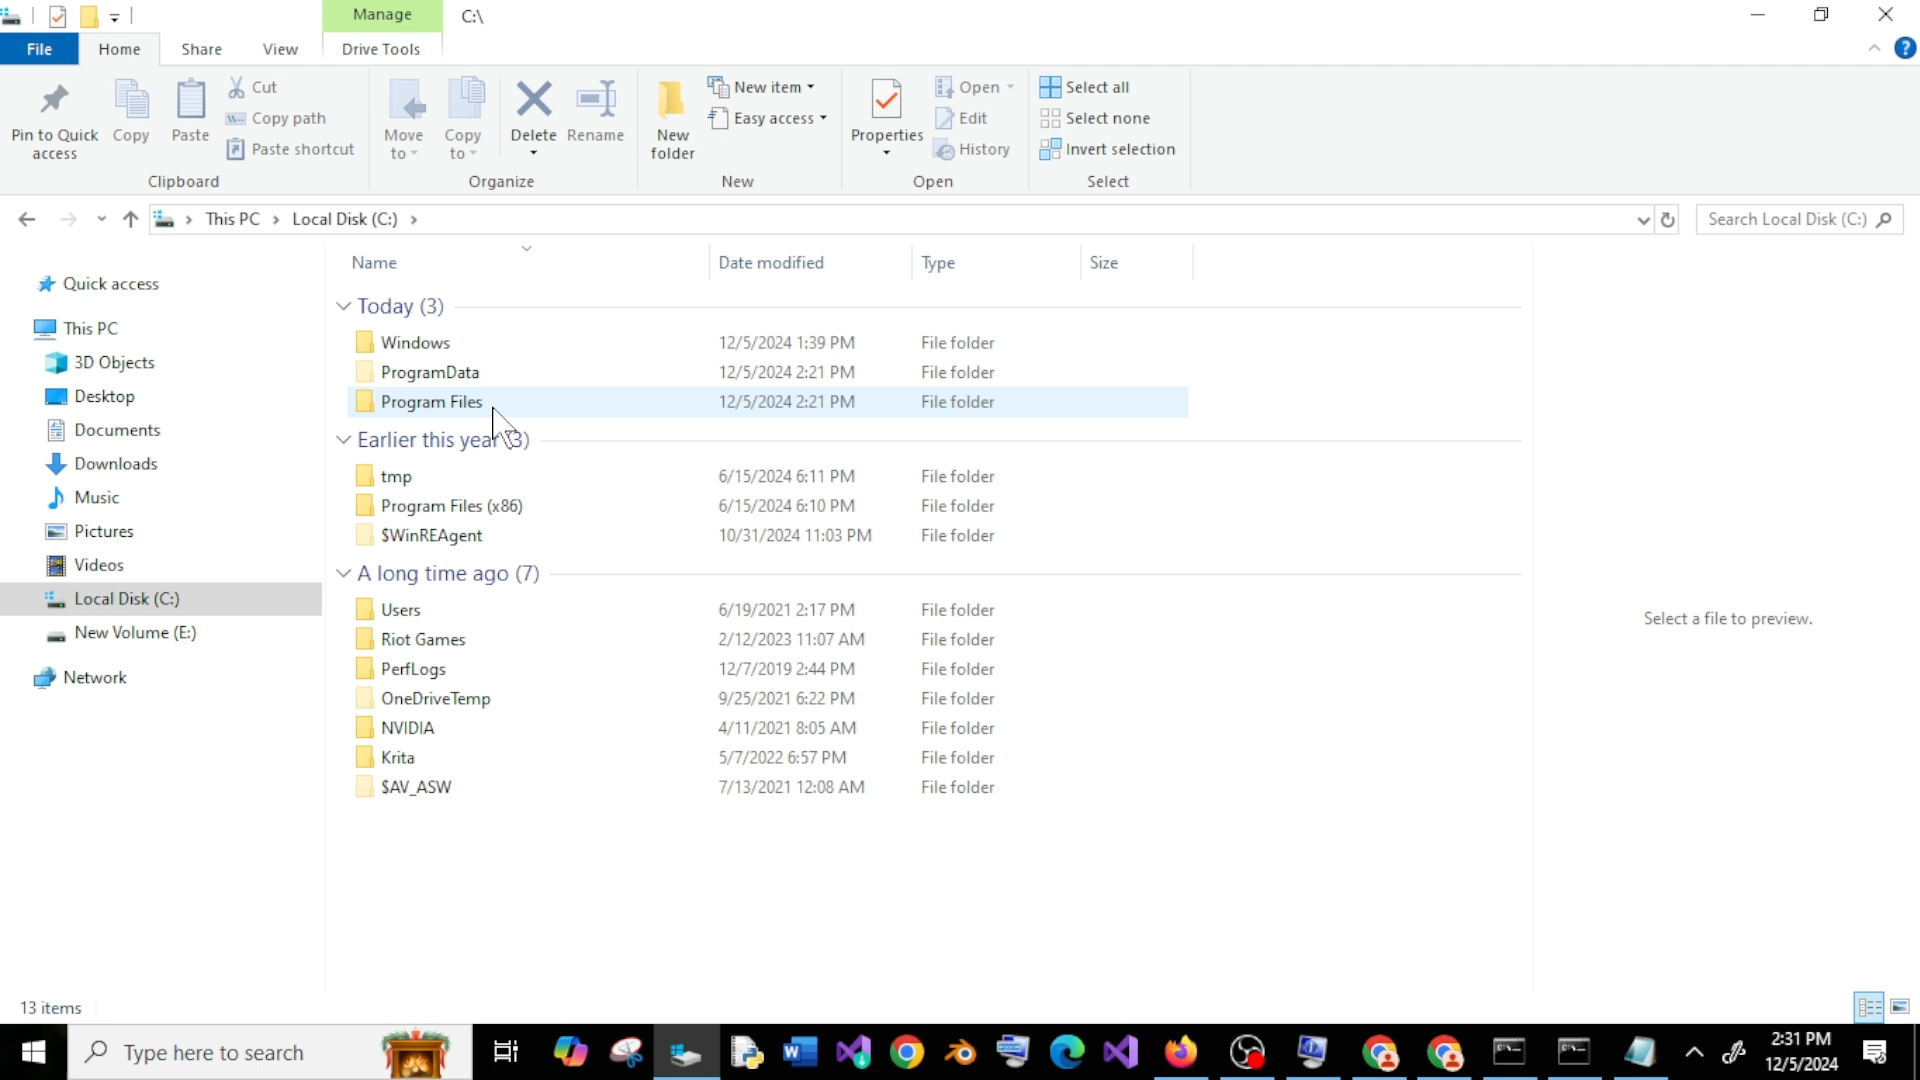 Manage
C:\
File
Home
Share
View
Drive Tools
Pin to Quick access
Copy
Paste
Cut
Copy path
Paste shortcut
Clipboard
Move to
Copy to
Delete
Rename
Organize
New folder
New item
Easy access
New
Properties
Open
Edit
History
Open
Select all
Select none
Invert selection
Select
This PC
Local Disk (C:)
Search Local Disk (C:)
Quick access
This PC
3D Objects
Desktop
Documents
Downloads
Music
Pictures
Videos
Local Disk (C:)
New Volume (E:)
Network
Name Date modified Type Size
Today (3)
Windows 12/5/2024 1:39 PM File folder
ProgramData 12/5/2024 2:21 PM File folder
Program Files 12/5/2024 2:21 PM File folder
Earlier this year (3)
tmp 6/15/2024 6:11 PM File folder
Program Files (x86) 6/15/2024 6:10 PM File folder
$WinREAgent 10/31/2024 11:03 PM File folder
A long time ago (7)
Users 6/19/2021 2:17 PM File folder
Riot Games 2/12/2023 11:07 AM File folder
PerfLogs 12/7/2019 2:44 PM File folder
OneDriveTemp 9/25/2021 6:22 PM File folder
NVIDIA 4/11/2021 8:05 AM File folder
Krita 5/7/2022 6:57 PM File folder
$AV_ASW 7/13/2021 12:08 AM File folder
Select a file to preview.
13 items
Type here to search
2:31 PM
12/5/2024